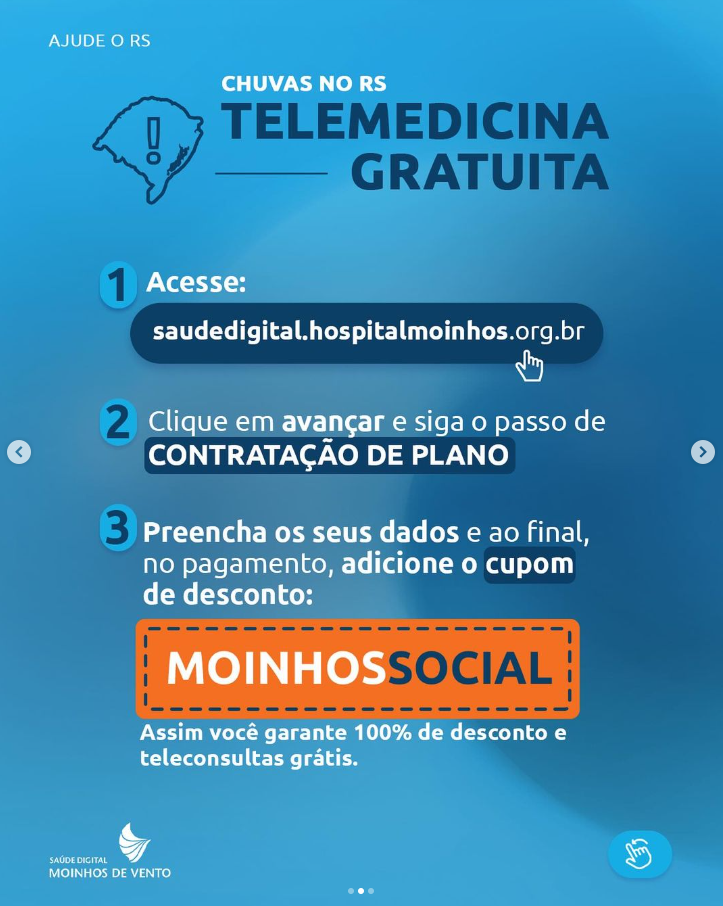 AJUDE O RS
CHUVAS NO RS
TELEMEDICINA
GRATUITA
1 Acesse:
saudedigital.hospitalmoinhos.org.br
2 Clique em avançar e siga o passo de
CONTRATAÇÃO DE PLANO
3 Preencha os seus dados e ao final,
no pagamento, adicione o cupom
de desconto:
MOINHOSSOCIAL
Assim você garante 100% de desconto e
teleconsultas grátis.
SAÚDE DIGITAL
MOINHOS DE VENTO